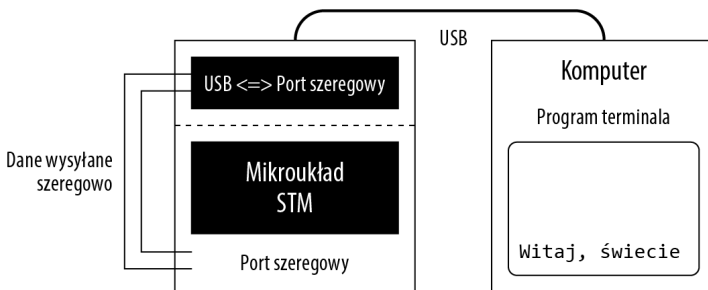 USB
USB <=> Port szeregowy
Dane wysyłane
szeregowo
Mikroukład
STM
Port szeregowy
Komputer
Program terminala
Witaj, świecie